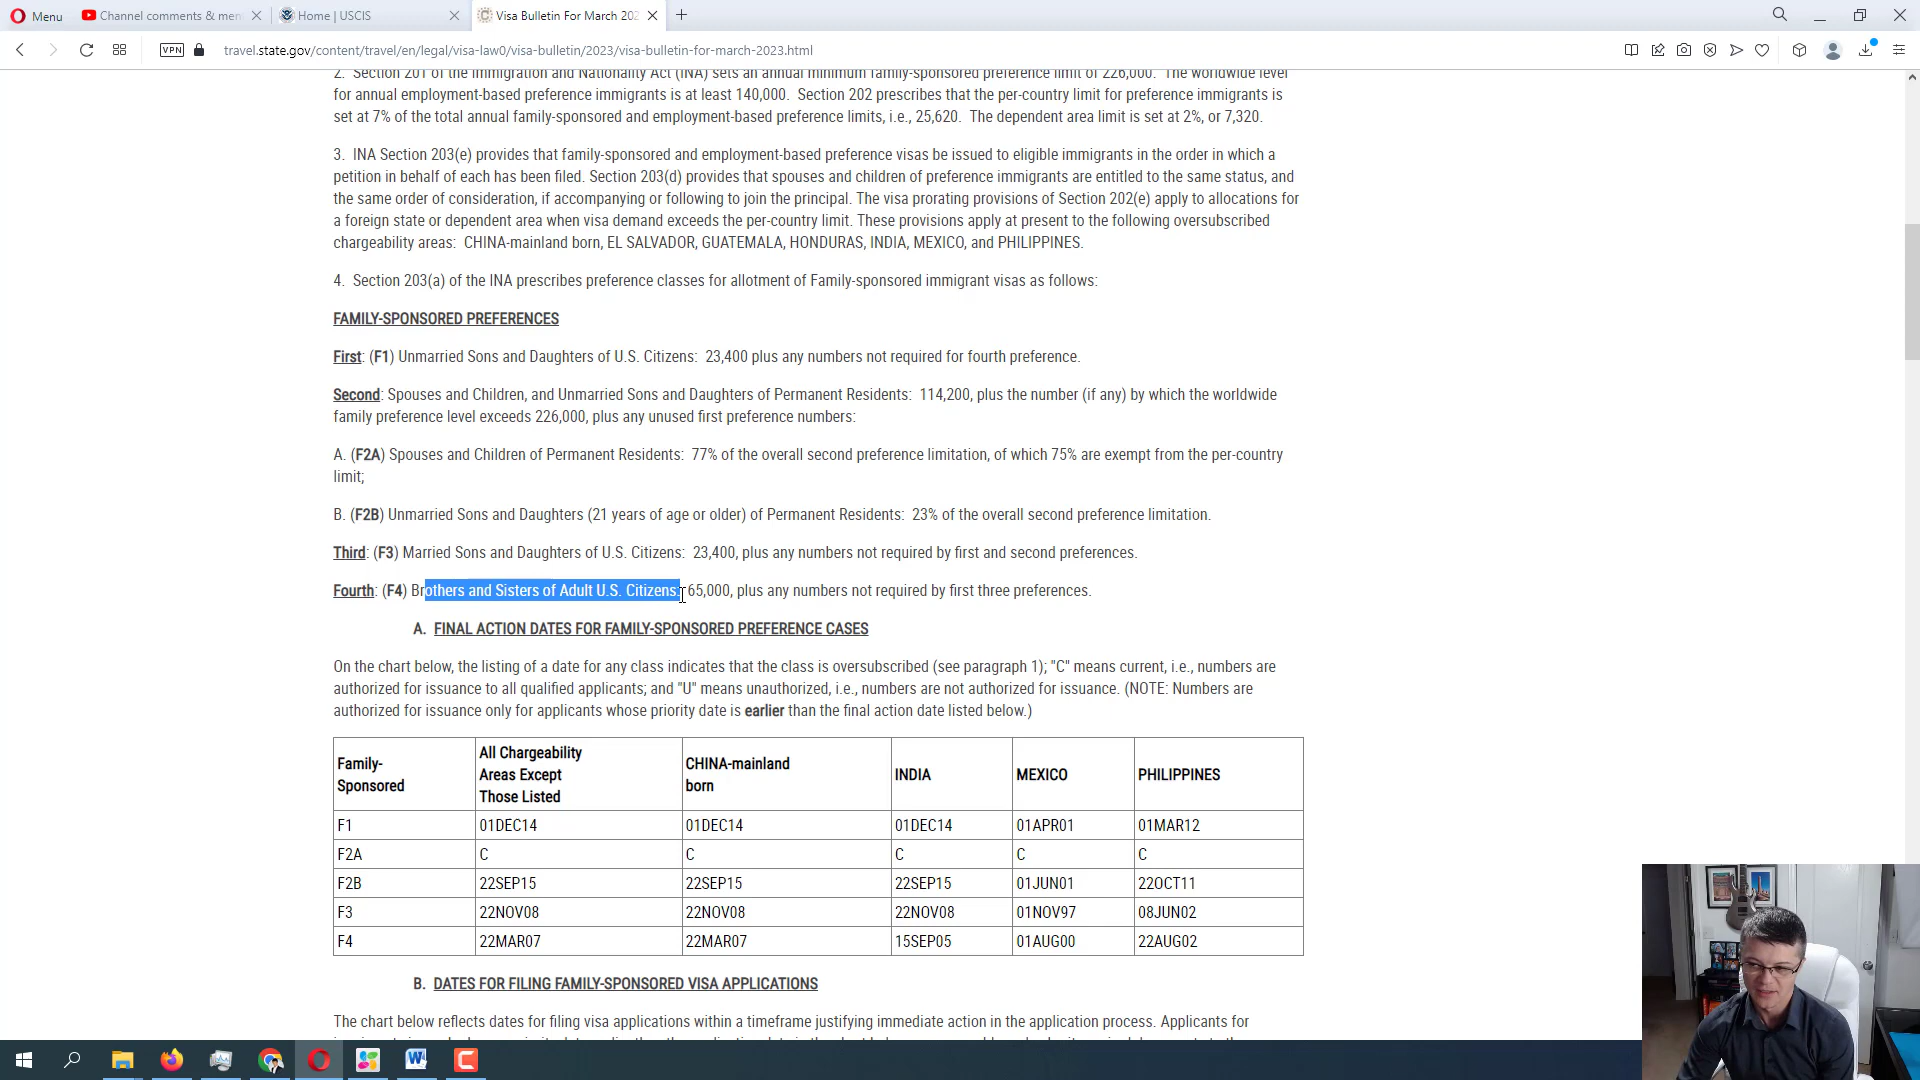 Menu
Channel comments & men
Home | USCIS
Visa Bulletin For March 202
VPN
travel.state.gov/content/travel/en/legal/visa-law0/visa-bulletin/2023/visa-bulletin-for-march-2023.html
2. Section 201 of the Immigration and Nationality Act (INA) sets an annual minimum family-sponsored preference limit of 226,000. The worldwide level
for annual employment-based preference immigrants is at least 140,000. Section 202 prescribes that the per-country limit for preference immigrants is
set at 7% of the total annual family-sponsored and employment-based preference limits, i.e., 25,620. The dependent area limit is set at 2%, or 7,320.
3. INA Section 203(e) provides that family-sponsored and employment-based preference visas be issued to eligible immigrants in the order in which a
petition in behalf of each has been filed. Section 203(d) provides that spouses and children of preference immigrants are entitled to the same status, and
the same order of consideration, if accompanying or following to join the principal. The visa prorating provisions of Section 202(e) apply to allocations for
a foreign state or dependent area when visa demand exceeds the per-country limit. These provisions apply at present to the following oversubscribed
chargeability areas: CHINA-mainland born, EL SALVADOR, GUATEMALA, HONDURAS, INDIA, MEXICO, and PHILIPPINES.
4. Section 203(a) of the INA prescribes preference classes for allotment of Family-sponsored immigrant visas as follows:
FAMILY-SPONSORED PREFERENCES
First: (F1) Unmarried Sons and Daughters of U.S. Citizens: 23,400 plus any numbers not required for fourth preference.
Second: Spouses and Children, and Unmarried Sons and Daughters of Permanent Residents: 114,200, plus the number (if any) by which the worldwide
family preference level exceeds 226,000, plus any unused first preference numbers:
A. (F2A) Spouses and Children of Permanent Residents: 77% of the overall second preference limitation, of which 75% are exempt from the per-country
limit;
B. (F2B) Unmarried Sons and Daughters (21 years of age or older) of Permanent Residents: 23% of the overall second preference limitation.
Third: (F3) Married Sons and Daughters of U.S. Citizens: 23,400, plus any numbers not required by first and second preferences.
Fourth: (F4) Brothers and Sisters of Adult U.S. Citizens: 65,000, plus any numbers not required by first three preferences.
A. FINAL ACTION DATES FOR FAMILY-SPONSORED PREFERENCE CASES
On the chart below, the listing of a date for any class indicates that the class is oversubscribed (see paragraph 1); "C" means current, i.e., numbers are
authorized for issuance to all qualified applicants; and "U" means unauthorized, i.e., numbers are not authorized for issuance. (NOTE: Numbers are
authorized for issuance only for applicants whose priority date is earlier than the final action date listed below.)
Family-Sponsored All Chargeability Areas Except Those Listed CHINA-mainland born INDIA MEXICO PHILIPPINES
F1 01DEC14 01DEC14 01DEC14 01APR01 01MAR12
F2A C C C C C
F2B 22SEP15 22SEP15 22SEP15 01JUN01 22OCT11
F3 22NOV08 22NOV08 22NOV08 01NOV97 08JUN02
F4 22MAR07 22MAR07 15SEP05 01AUG00 22AUG02
B. DATES FOR FILING FAMILY-SPONSORED VISA APPLICATIONS
The chart below reflects dates for filing visa applications within a timeframe justifying immediate action in the application process. Applicants for